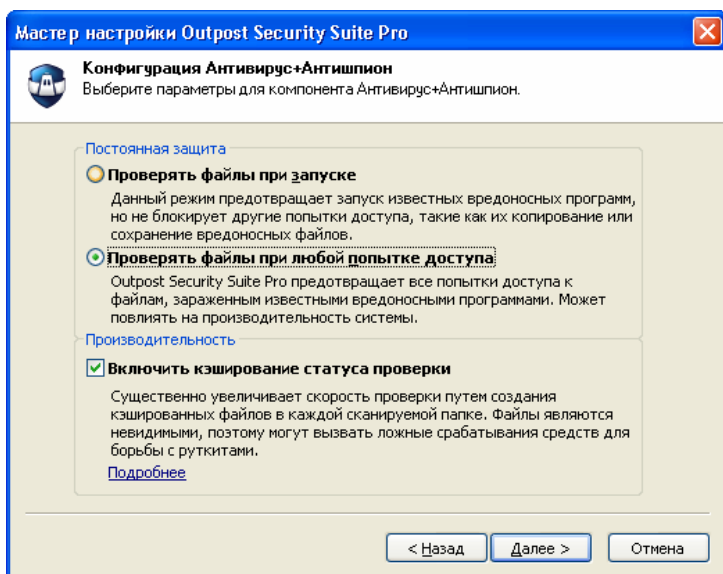 Мастер настройки Outpost Security Suite Pro
Конфигурация Антивирус+Антишпион
Выберите параметры для компонента Антивирус+Антишпион.
Постоянная защита
Проверять файлы при запуске
Данный режим предотвращает запуск известных вредоносных программ,
но не блокирует другие попытки доступа, такие как их копирование или
сохранение вредоносных файлов.
Проверять файлы при любой попытке доступа
Outpost Security Suite Pro предотвращает все попытки доступа к
файлам, зараженным известными вредоносными программами. Может
повлиять на производительность системы.
Производительность
Включить кэширование статуса проверки
Существенно увеличивает скорость проверки путем создания
кэшированных файлов в каждой сканируемой папке. Файлы являются
невидимыми, поэтому могут вызвать ложные срабатывания средств для
борьбы с руткитами.
Подробнее
< Назад
Далее >
Отмена